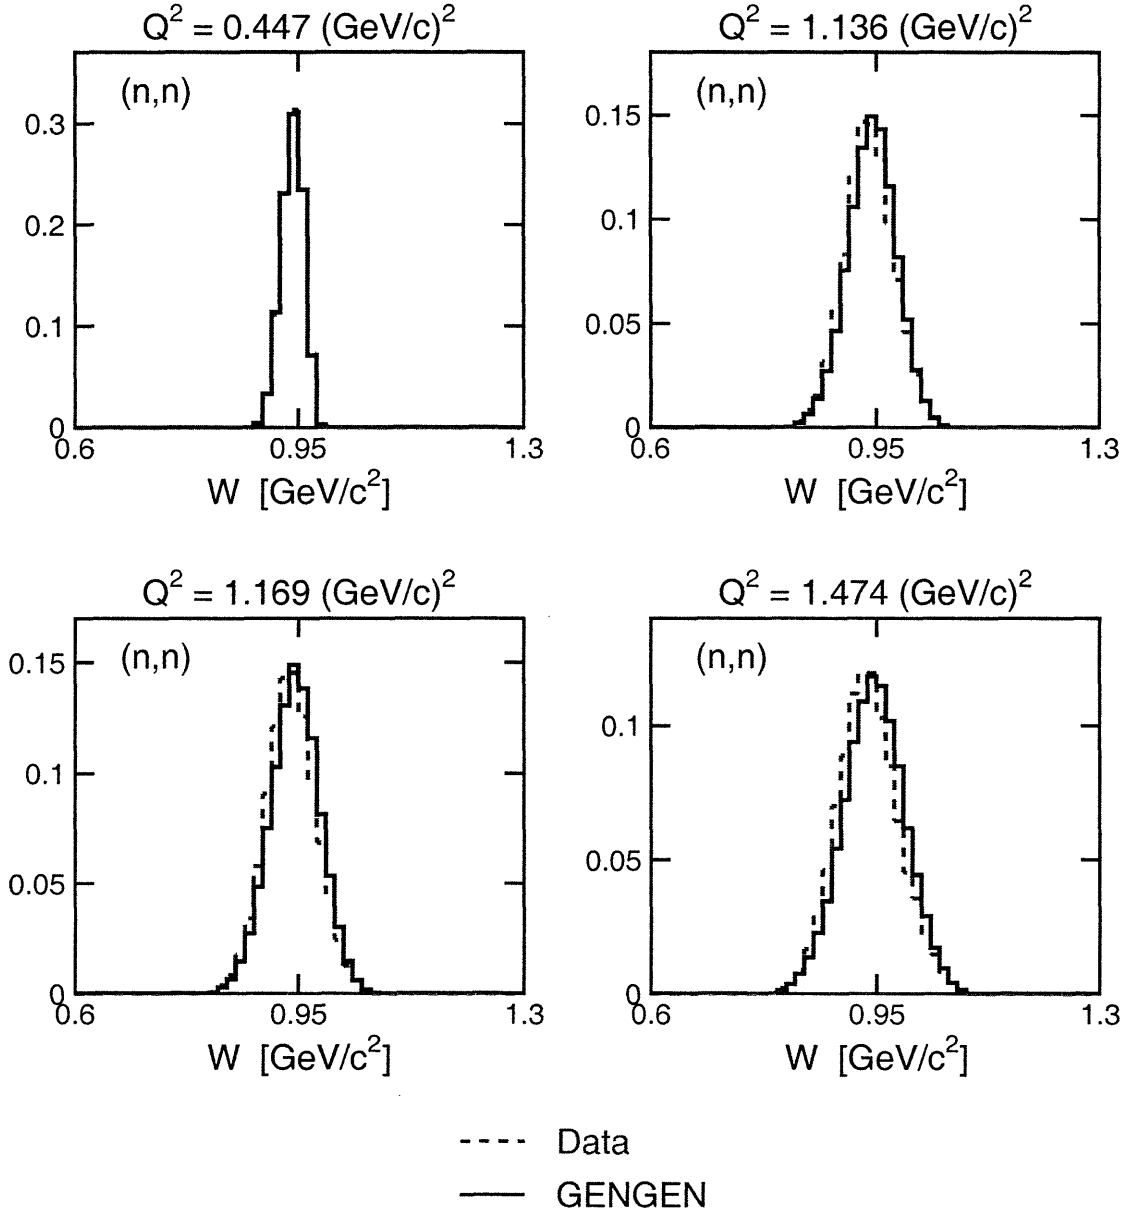 Q² = 0.447 (GeV/c)²
(n,n)
0.3
0.2
0.1
0
0.6 0.95 1.3
W [GeV/c²]
Q² = 1.136 (GeV/c)²
(n,n)
0.15
0.1
0.05
0
0.6 0.95 1.3
W [GeV/c²]
Q² = 1.169 (GeV/c)²
(n,n)
0.15
0.1
0.05
0
0.6 0.95 1.3
W [GeV/c²]
Q² = 1.474 (GeV/c)²
(n,n)
0.1
0.05
0
0.6 0.95 1.3
W [GeV/c²]
Data
GENGEN